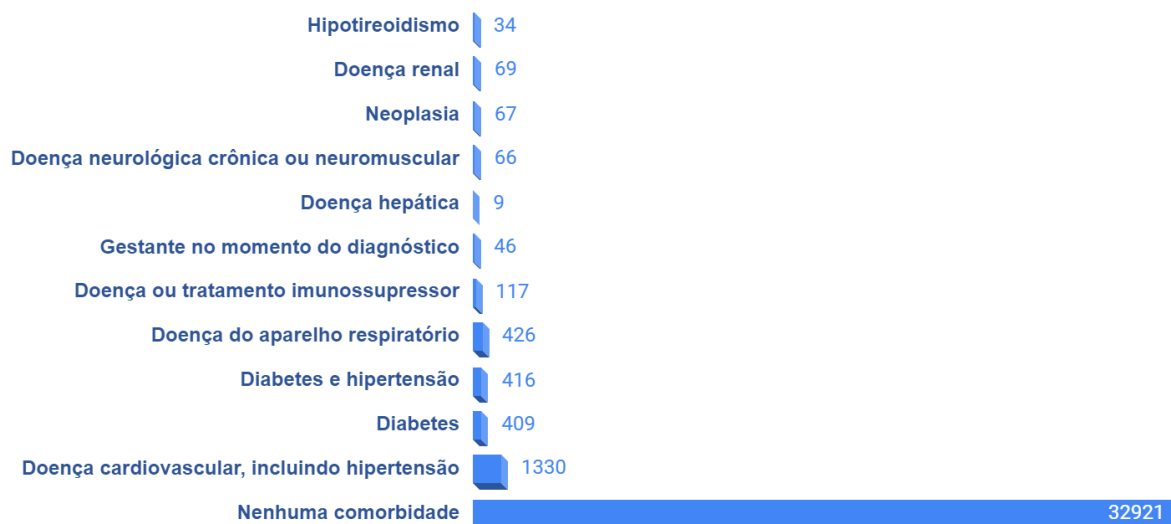 Hipotireoidismo 34
Doença renal 69
Neoplasia 67
Doença neurológica crônica ou neuromuscular 66
Doença hepática 9
Gestante no momento do diagnóstico 46
Doença ou tratamento imunossupressor 117
Doença do aparelho respiratório 426
Diabetes e hipertensão 416
Diabetes 409
Doença cardiovascular, incluindo hipertensão 1330
Nenhuma comorbidade 32921